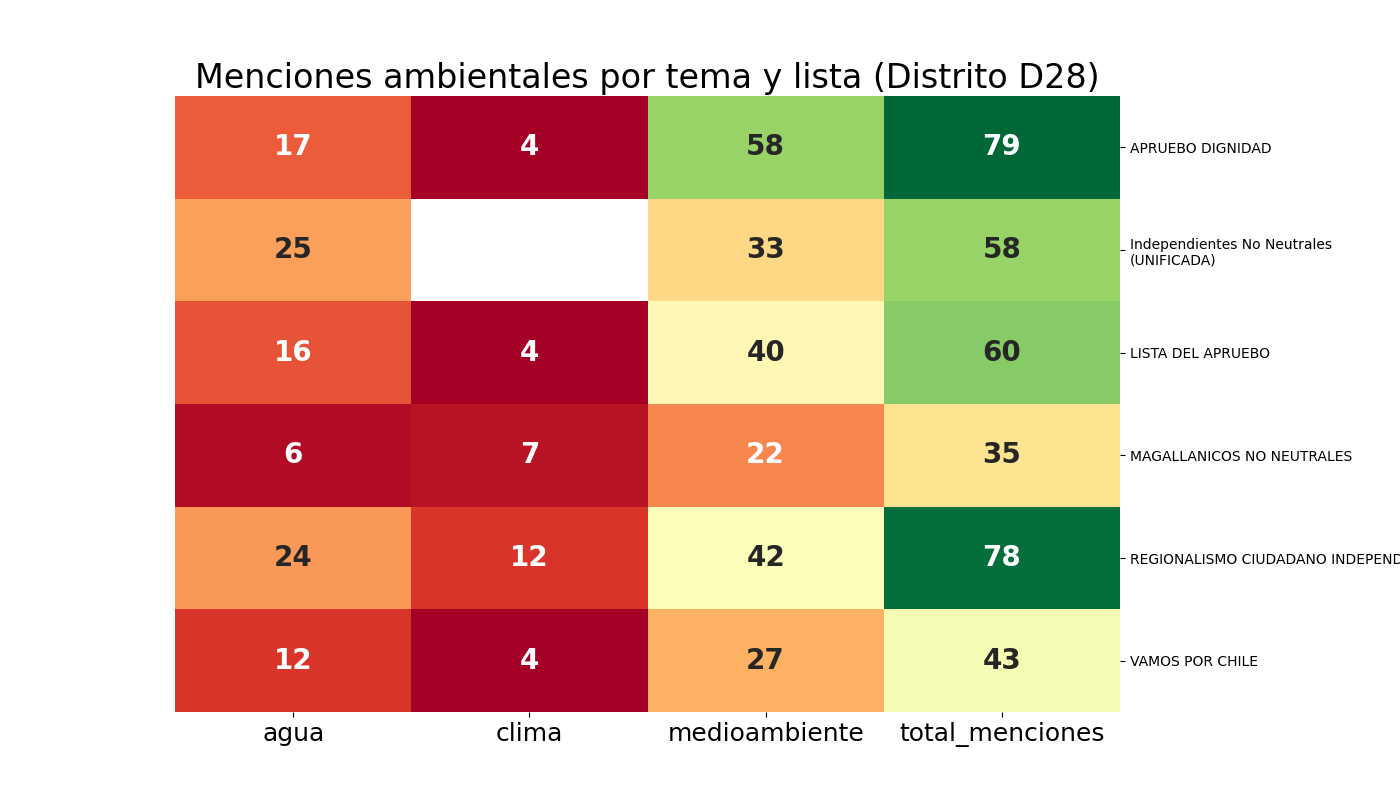 Menciones ambientales por tema y lista (Distrito D28)
17 4 58 79 APRUEBO DIGNIDAD
25 33 58 Independientes No Neutrales
(UNIFICADA)
16 4 40 60 LISTA DEL APRUEBO
6 7 22 35 MAGALLANICOS NO NEUTRALES
24 12 42 78 REGIONALISMO CIUDADANO INDEPEND
12 4 27 43 VAMOS POR CHILE
agua clima medioambiente total_menciones